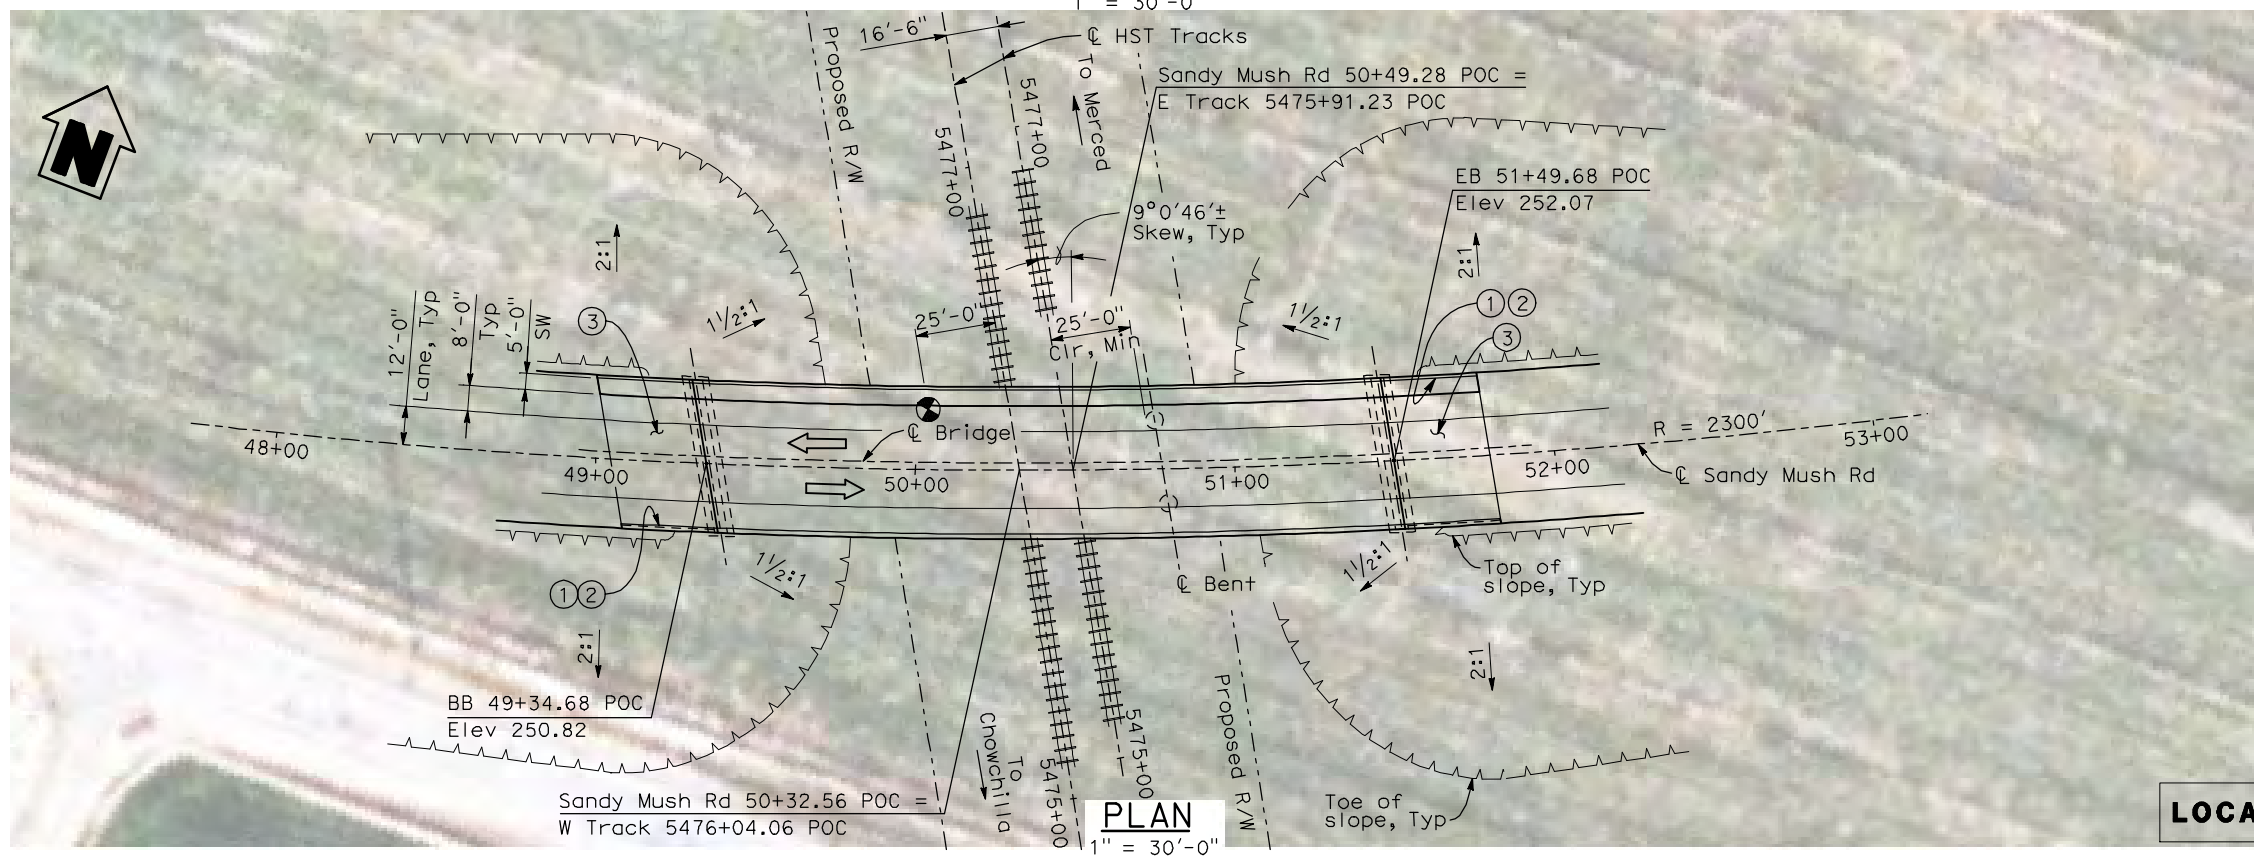 1" = 30'-0"
16'-6"
℄ HST Tracks
Proposed R/W
To Merced
Sandy Mush Rd 50+49.28 POC =
E Track 5475+91.23 POC
N
5477+00
5477+00
EB 51+49.68 POC
Elev 252.07
9°0'46'±
Skew, Typ
2:1
2:1
12'-0"
Lane, Typ
8'-0"
Typ
5'-0"
SW
3
1½:1
25'-0"
25'-0"
Clr, Min
1½:1
1 2
3
℄ Bridge
R = 2300'
48+00
49+00
50+00
51+00
52+00
53+00
℄ Sandy Mush Rd
1 2
1½:1
℄ Bent
1½:1
Top of
slope, Typ
2:1
2:1
BB 49+34.68 POC
Elev 250.82
To
Chowchilla
5475+00
5475+00
Proposed R/W
Sandy Mush Rd 50+32.56 POC =
W Track 5476+04.06 POC
Toe of
slope, Typ
PLAN
1" = 30'-0"
LOCA